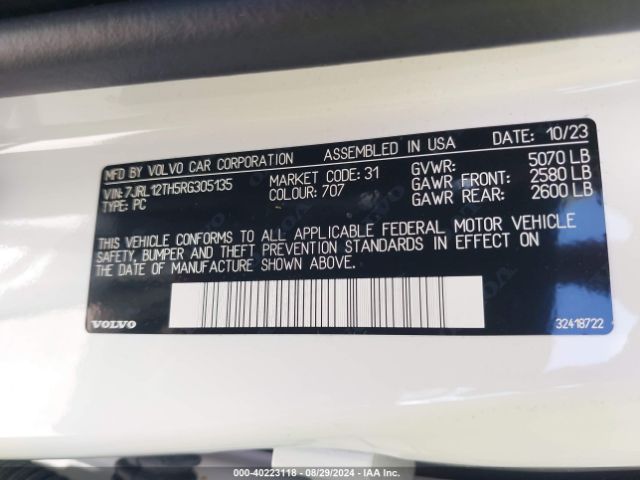 MFD BY VOLVO CAR CORPORATION ASSEMBLED IN USA DATE: 10/23
VIN: 7JRL12TH5RG305135 MARKET CODE: 31 GVWR: 5070 LB
TYPE: PC COLOUR: 707 GAWR FRONT: 2580 LB
GAWR REAR: 2600 LB
THIS VEHICLE CONFORMS TO ALL APPLICABLE FEDERAL MOTOR VEHICLE
SAFETY, BUMPER AND THEFT PREVENTION STANDARDS IN EFFECT ON
THE DATE OF MANUFACTURE SHOWN ABOVE.
VOLVO 32418722
000-40223118 - 08/29/2024 - IAA Inc.